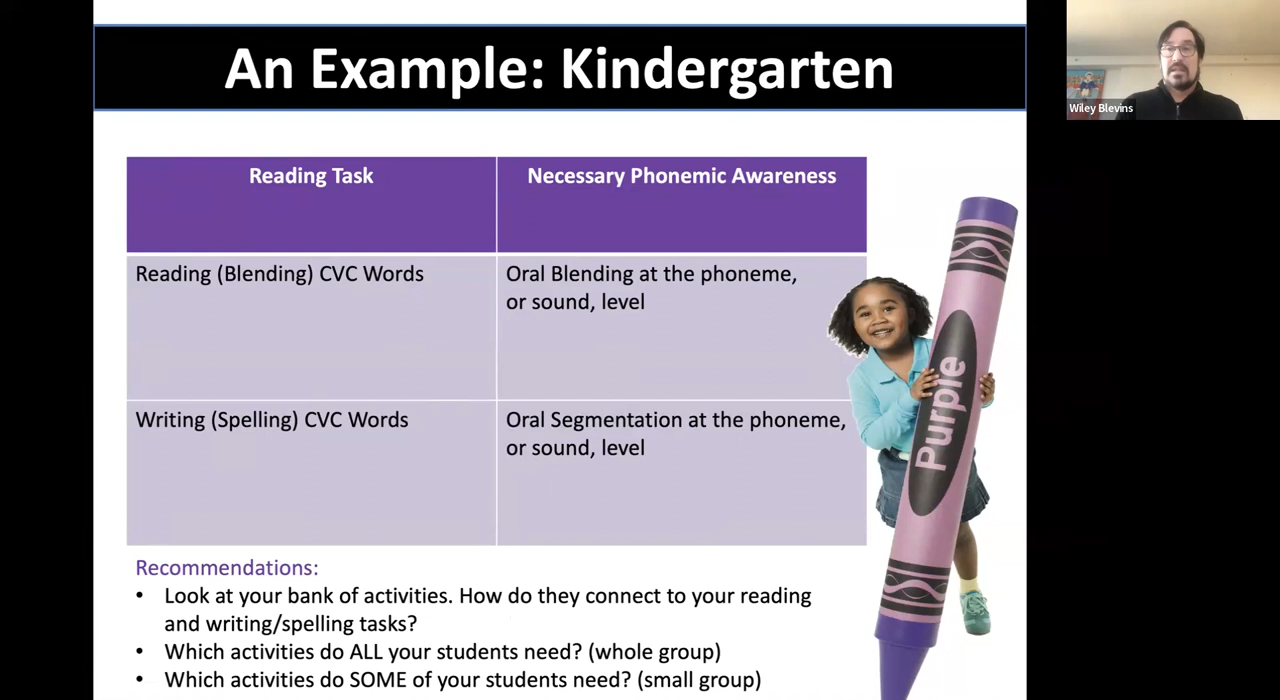 An Example: Kindergarten
Wiley Blevins
Reading Task
Necessary Phonemic Awareness
Reading (Blending) CVC Words
Oral Blending at the phoneme,
or sound, level
Writing (Spelling) CVC Words
Oral Segmentation at the phoneme,
or sound, level
Purple
Recommendations:
• Look at your bank of activities. How do they connect to your reading
and writing/spelling tasks?
• Which activities do ALL your students need? (whole group)
• Which activities do SOME of your students need? (small group)